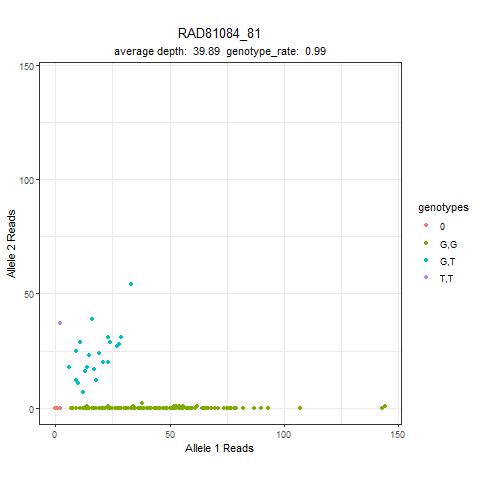 RAD81084_81
average depth:  39.89  genotype_rate:  0.99
150
100
50
0
Allele 2 Reads
0
50
100
150
Allele 1 Reads
genotypes
0
G,G
G,T
T,T